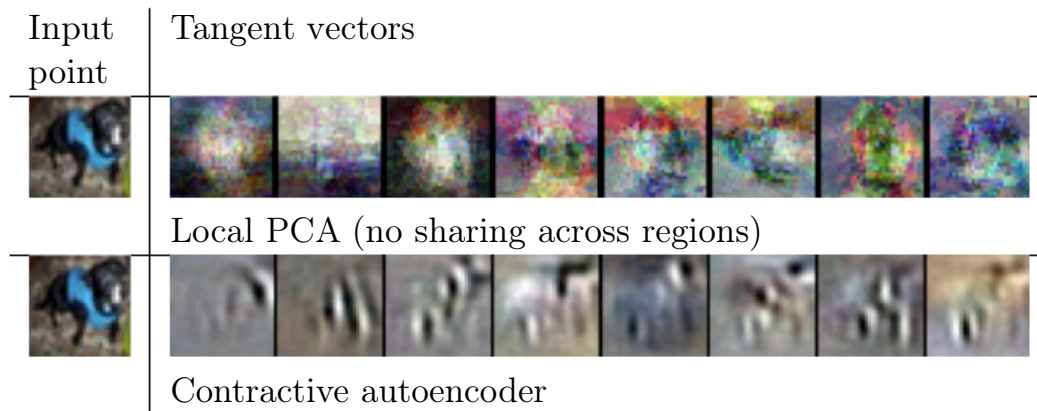 Input
point
Tangent vectors
Local PCA (no sharing across regions)
Contractive autoencoder